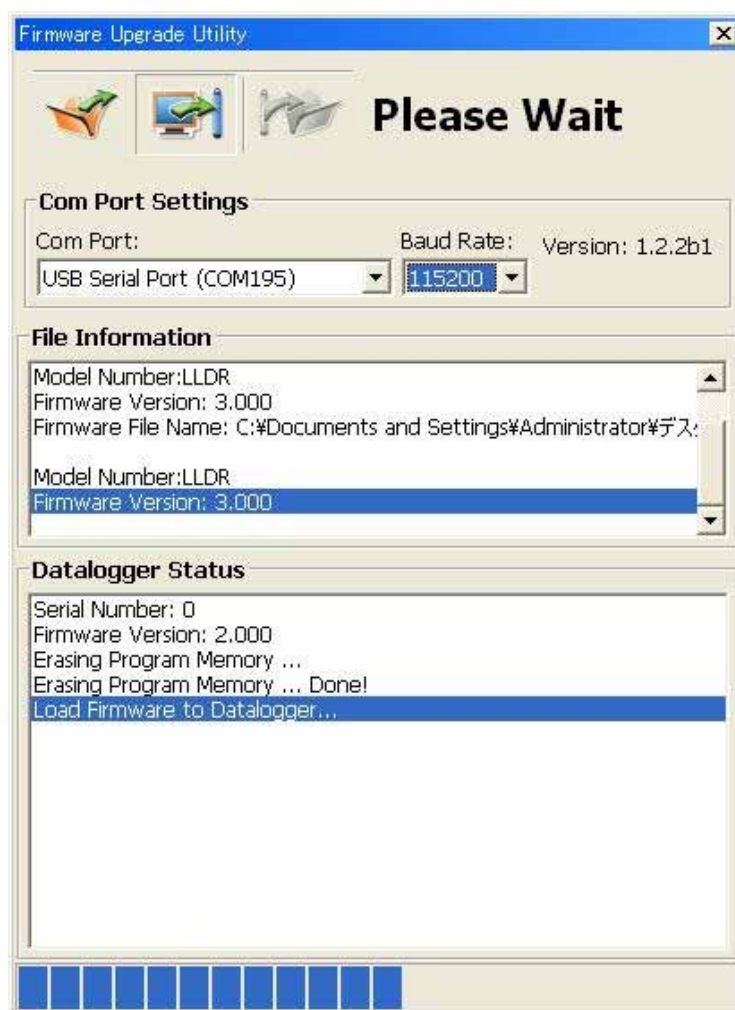 Firmware Upgrade Utility
Please Wait
Com Port Settings
Com Port:
Baud Rate:
Version: 1.2.2b1
USB Serial Port (COM195)
115200
File Information
Model Number:LLDR
Firmware Version: 3.000
Firmware File Name: C:¥Documents and Settings¥Administrator¥デスク
Model Number:LLDR
Firmware Version: 3.000
Datalogger Status
Serial Number: 0
Firmware Version: 2.000
Erasing Program Memory ...
Erasing Program Memory ... Done!
Load Firmware to Datalogger...